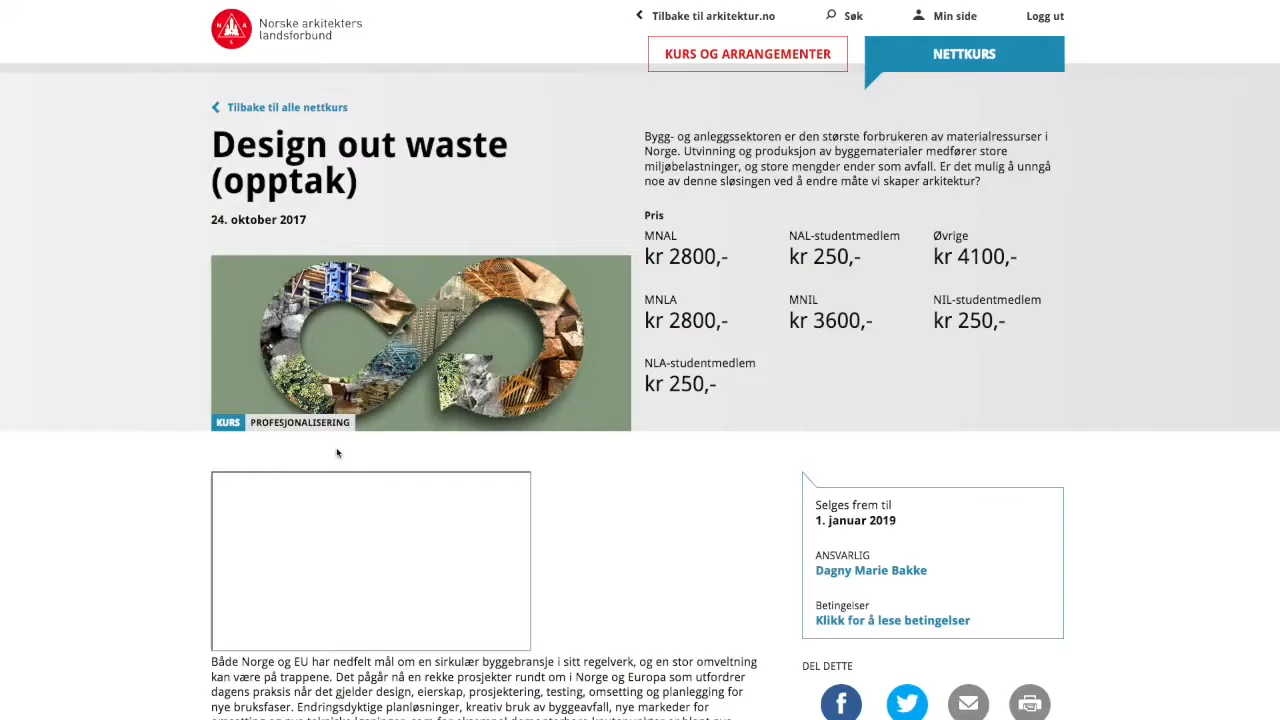 N A L
Norske arkitekters
landsforbund
Tilbake til arkitektur.no
Søk
Min side
Logg ut
KURS OG ARRANGEMENTER
NETTKURS
Tilbake til alle nettkurs
Design out waste
(opptak)
24. oktober 2017
KURS PROFESJONALISERING
Bygg- og anleggssektoren er den største forbrukeren av materialressurser i
Norge. Utvinning og produksjon av byggematerialer medfører store
miljøbelastninger, og store mengder ender som avfall. Er det mulig å unngå
noe av denne sløsingen ved å endre måte vi skaper arkitektur?
Pris
MNAL
kr 2800,-
NAL-studentmedlem
kr 250,-
Øvrige
kr 4100,-
MNLA
kr 2800,-
MNIL
kr 3600,-
NIL-studentmedlem
kr 250,-
NLA-studentmedlem
kr 250,-
Både Norge og EU har nedfelt mål om en sirkulær byggebransje i sitt regelverk, og en stor omveltning
kan være på trappene. Det pågår nå en rekke prosjekter rundt om i Norge og Europa som utfordrer
dagens praksis når det gjelder design, eierskap, prosjektering, testing, omsetting og planlegging for
nye bruksfaser. Endringsdyktige planløsninger, kreativ bruk av byggeavfall, nye markeder for
Selges frem til
1. januar 2019
ANSVARLIG
Dagny Marie Bakke
Betingelser
Klikk for å lese betingelser
DEL DETTE